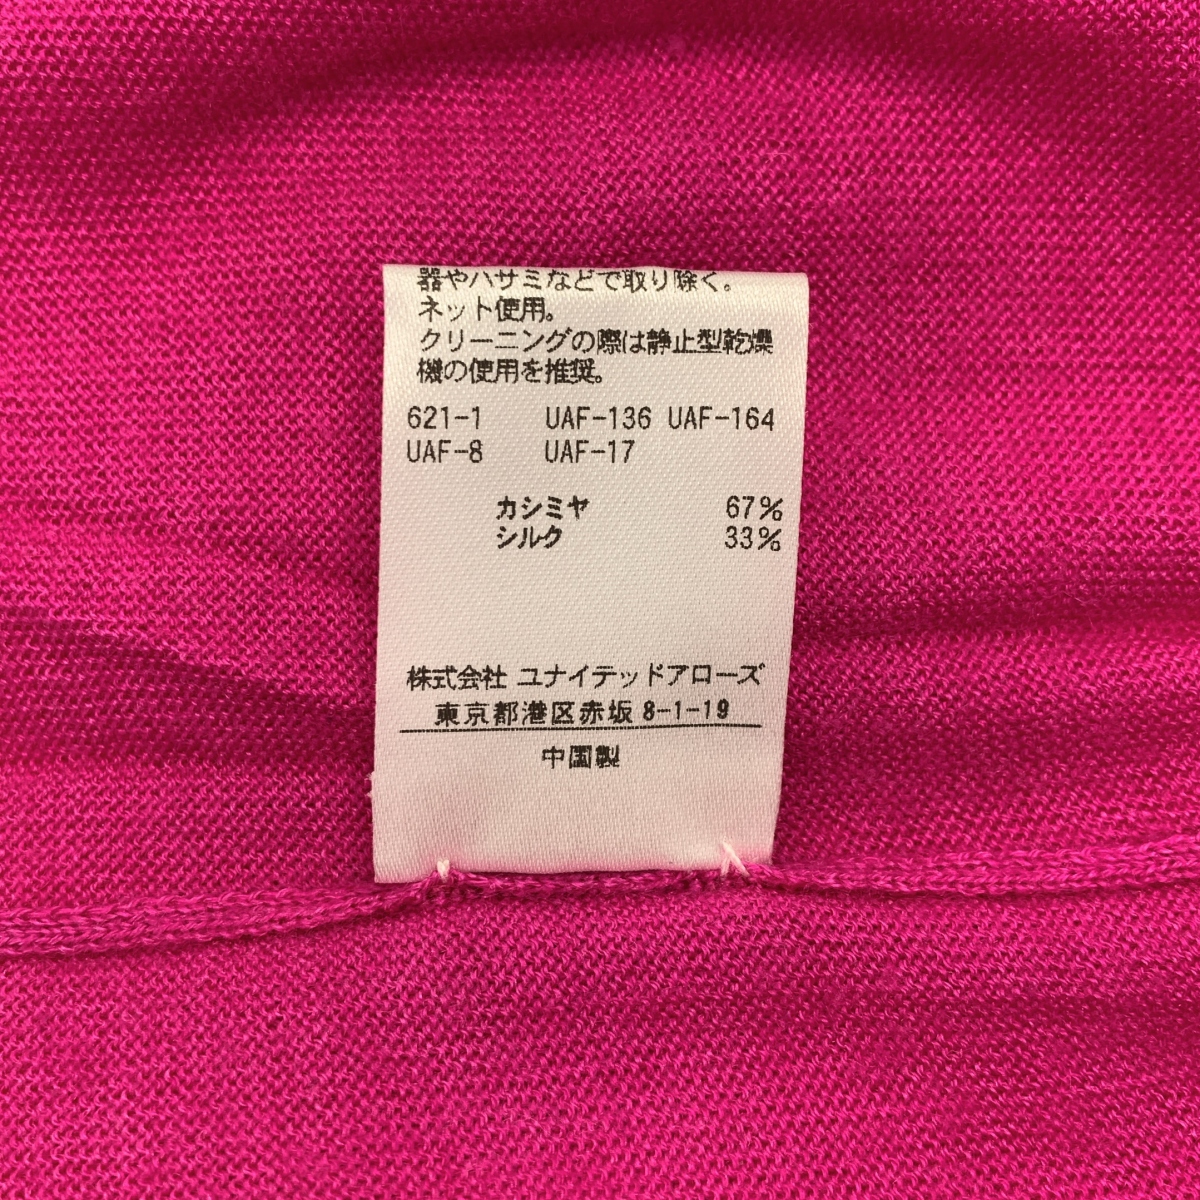 器やハサミなどで取り除く。
ネット使用。
クリーニングの際は静止型乾燥
機の使用を推奨。
621-1 UAF-136 UAF-164
UAF-8 UAF-17
カシミヤ 67%
シルク 33%
株式会社 ユナイテッドアローズ
東京都港区赤坂 8-1-19
中国製